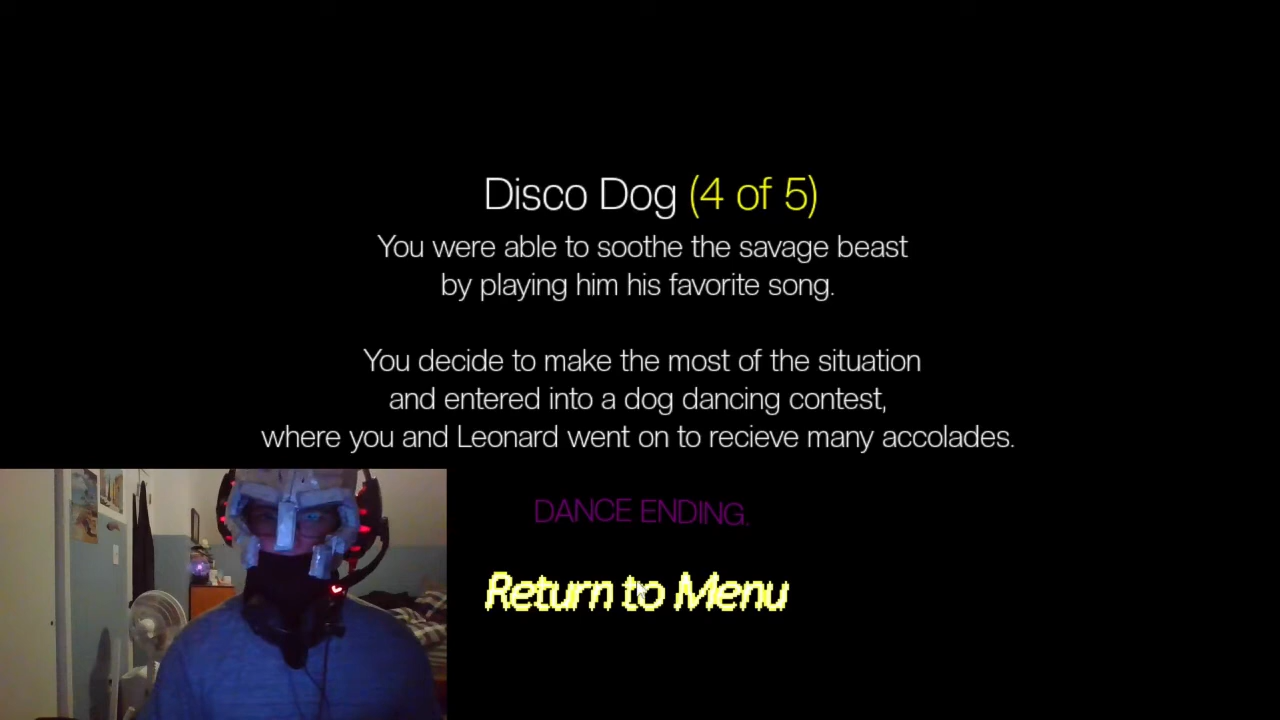 Disco Dog (4 of 5)
You were able to soothe the savage beast
by playing him his favorite song.
You decide to make the most of the situation
and entered into a dog dancing contest,
where you and Leonard went on to recieve many accolades.
DANCE ENDING.
Return to Menu